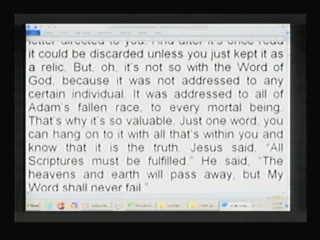 letter directed to you. And after it's once read
it could be discarded unless you just kept it as
a relic. But, oh, it's not so with the Word of
God, because it was not addressed to any
certain individual. It was addressed to all of
Adam's fallen race, to every mortal being.
That's why it's so valuable. Just one word, you
can hang on to it with all that's within you and
know that it is the truth. Jesus said, “All
Scriptures must be fulfilled.” He said, “The
heavens and earth will pass away, but My
Word shall never fail.”